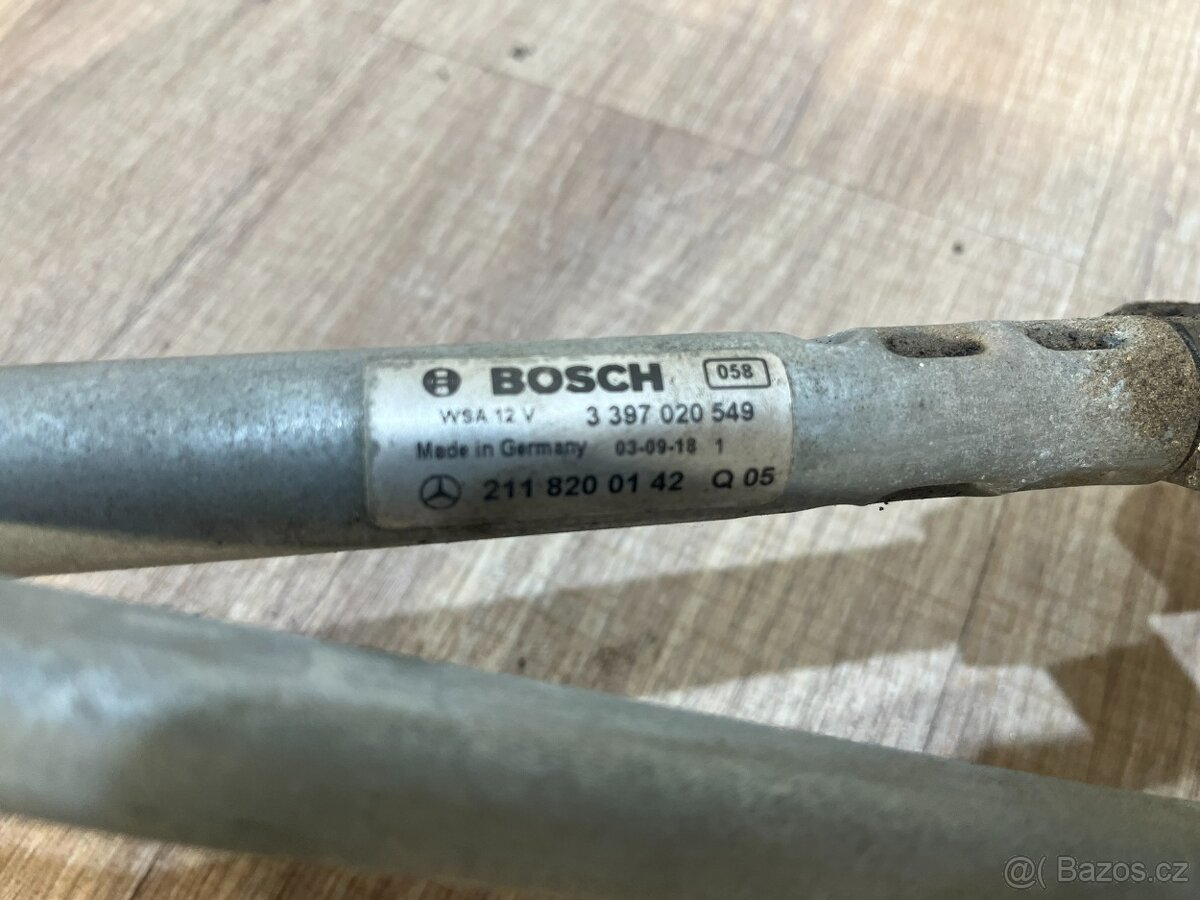 BOSCH 058
WSA 12 V 3 397 020 549
Made in Germany 03-09-18 1
211 820 01 42 Q 05
@( Bazos.cz